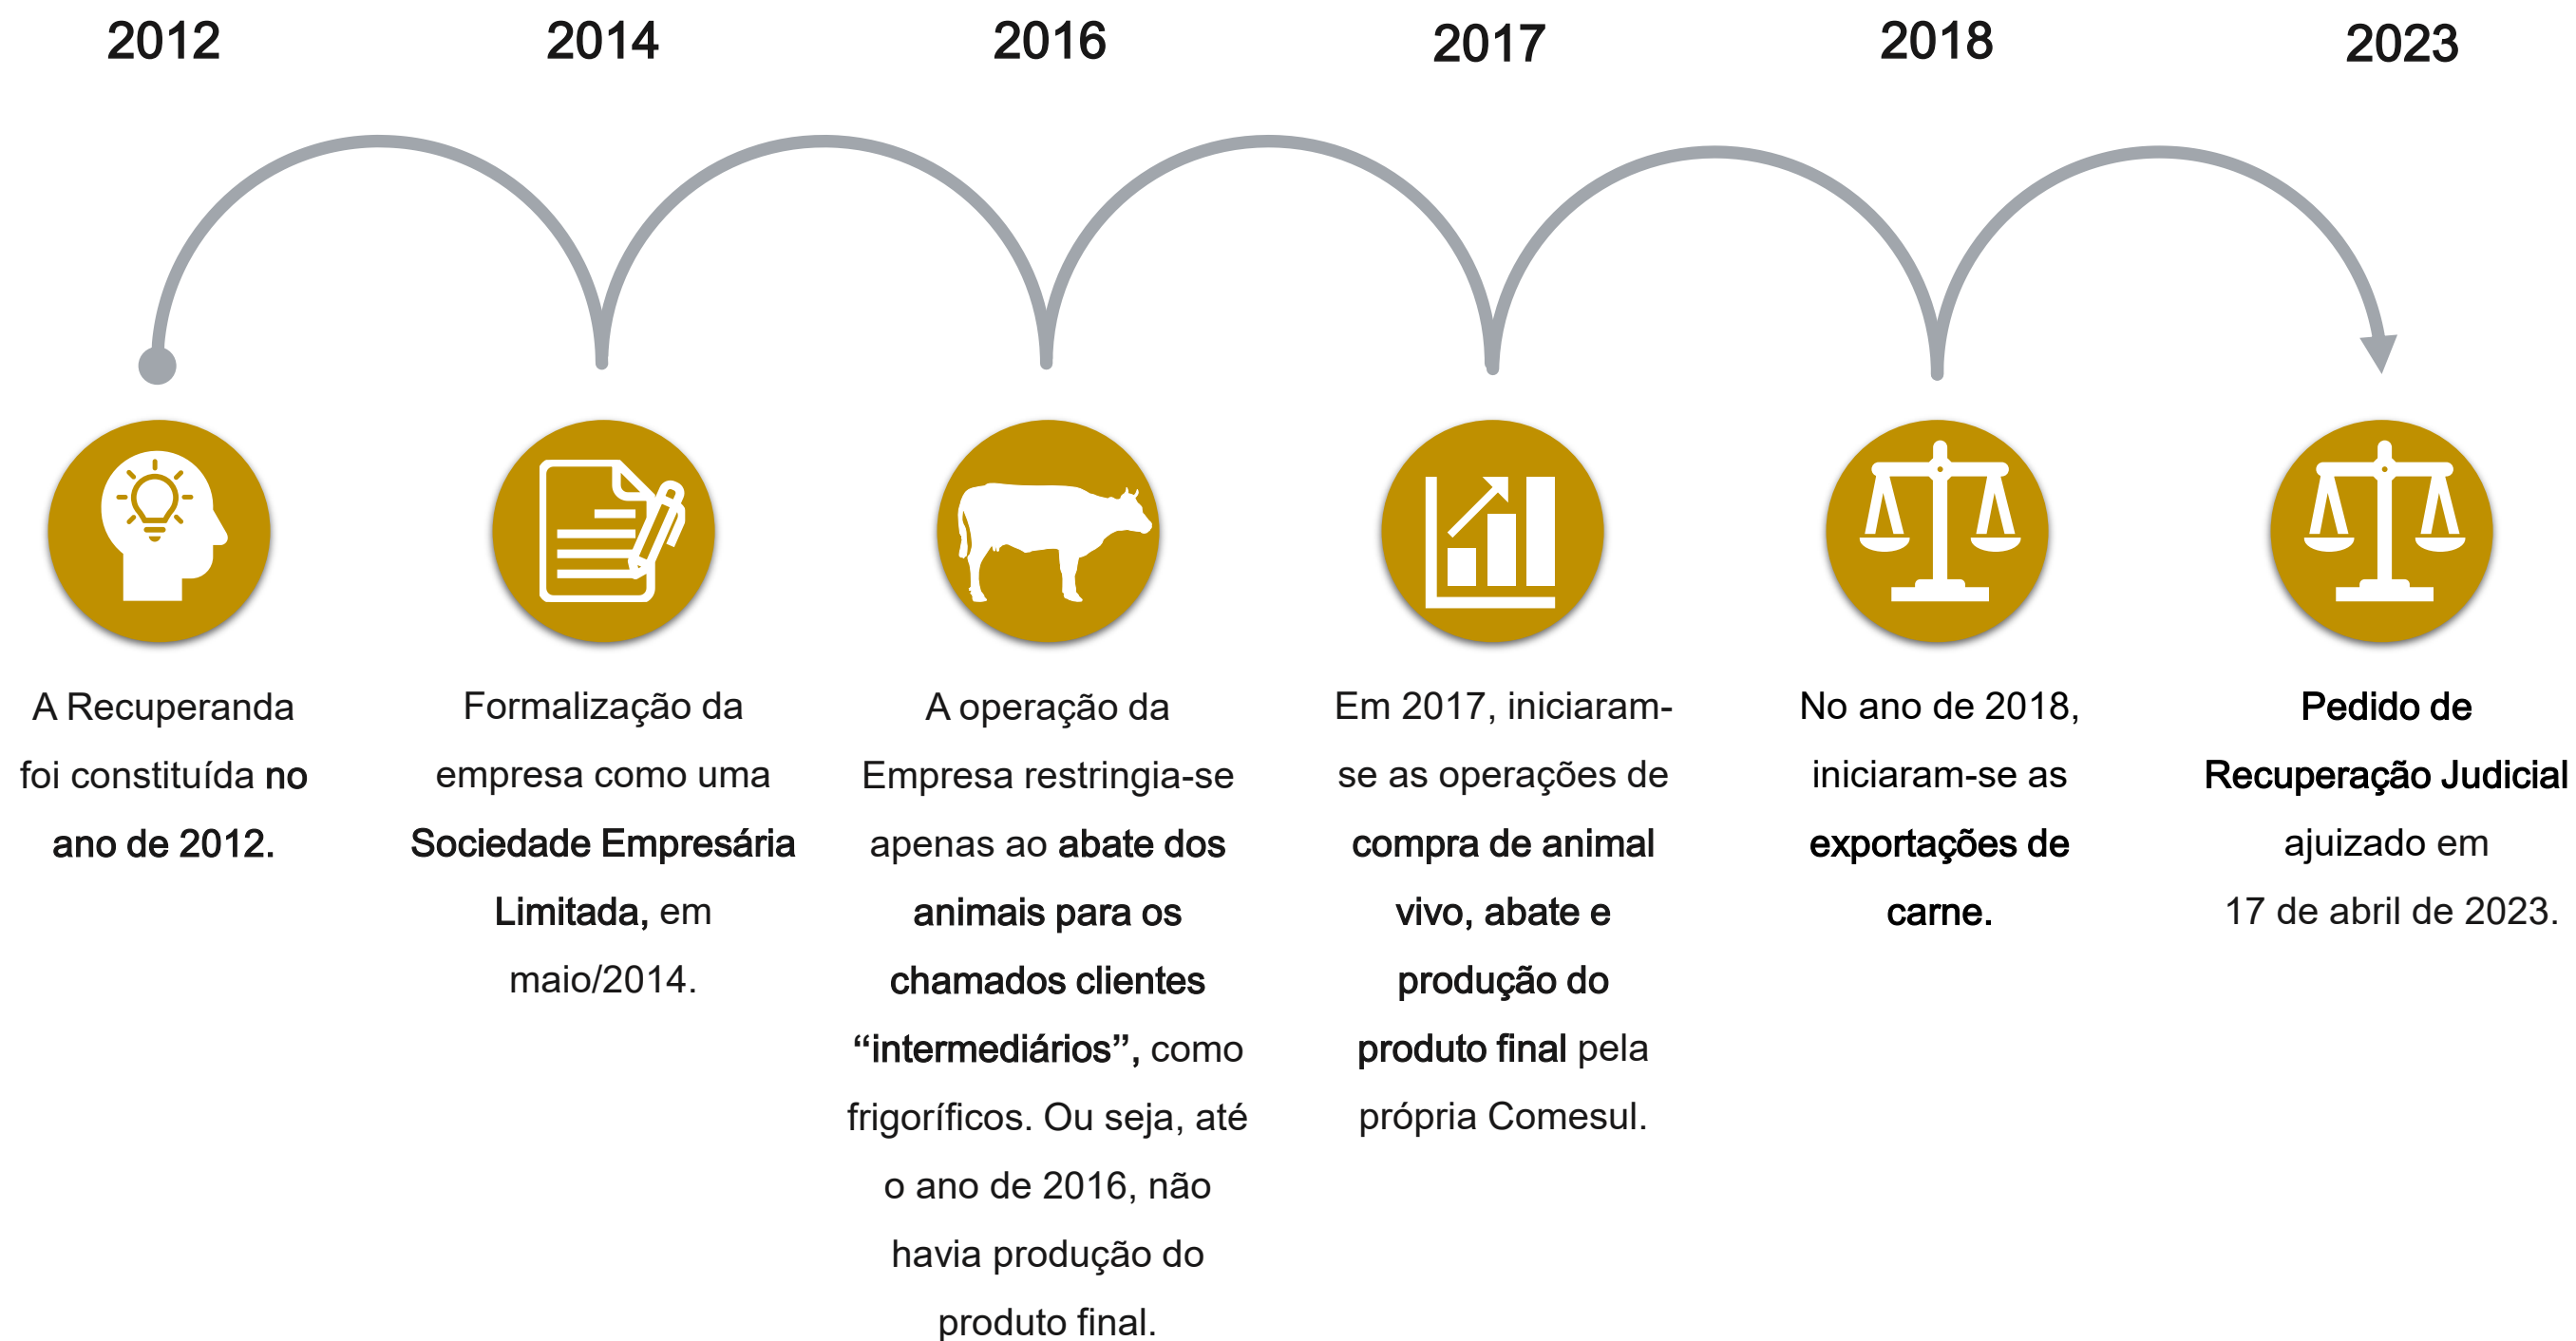 2012
2014
2016
2017
2018
2023
A Recuperanda
foi constituída no
ano de 2012.
Formalização da
empresa como uma
Sociedade Empresária
Limitada, em
maio/2014.
A operação da
Empresa restringia-se
apenas ao abate dos
animais para os
chamados clientes
“intermediários”, como
frigoríficos. Ou seja, até
o ano de 2016, não
havia produção do
produto final.
Em 2017, iniciaram-
se as operações de
compra de animal
vivo, abate e
produção do
produto final pela
própria Comesul.
No ano de 2018,
iniciaram-se as
exportações de
carne.
Pedido de
Recuperação Judicial
ajuizado em
17 de abril de 2023.